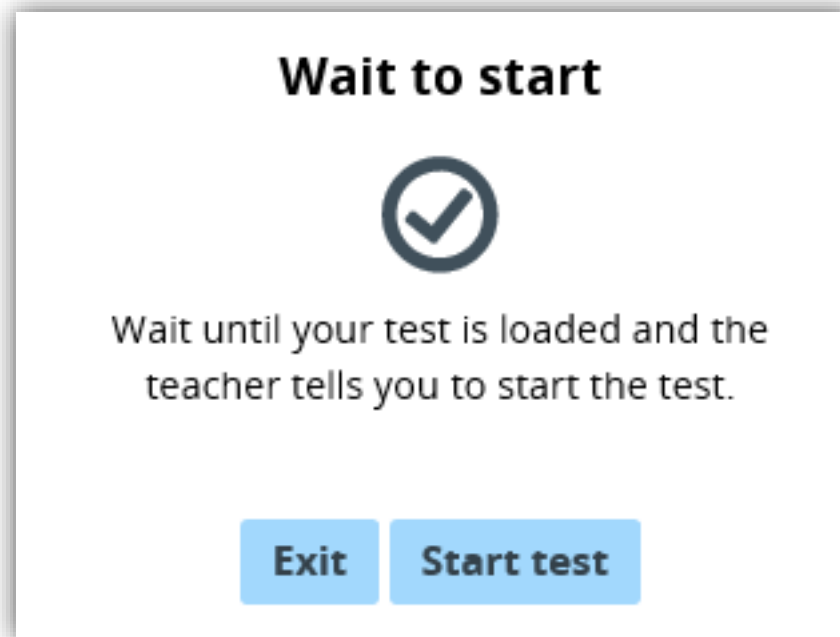 Wait to start
Wait until your test is loaded and the
teacher tells you to start the test.
Exit
Start test